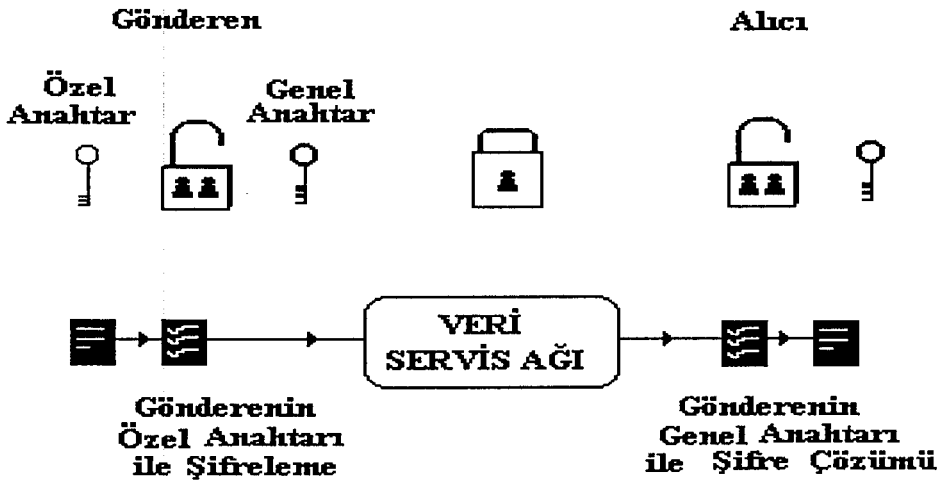 Gönderen
Alıcı
Özel
Anahtar
Genel
Anahtar
VERİ
SERVİS AĞI
Gönderenin
Özel Anahtarı
ile Şifreleme
Gönderenin
Genel Anahtarı
ile Şifre Çözümü